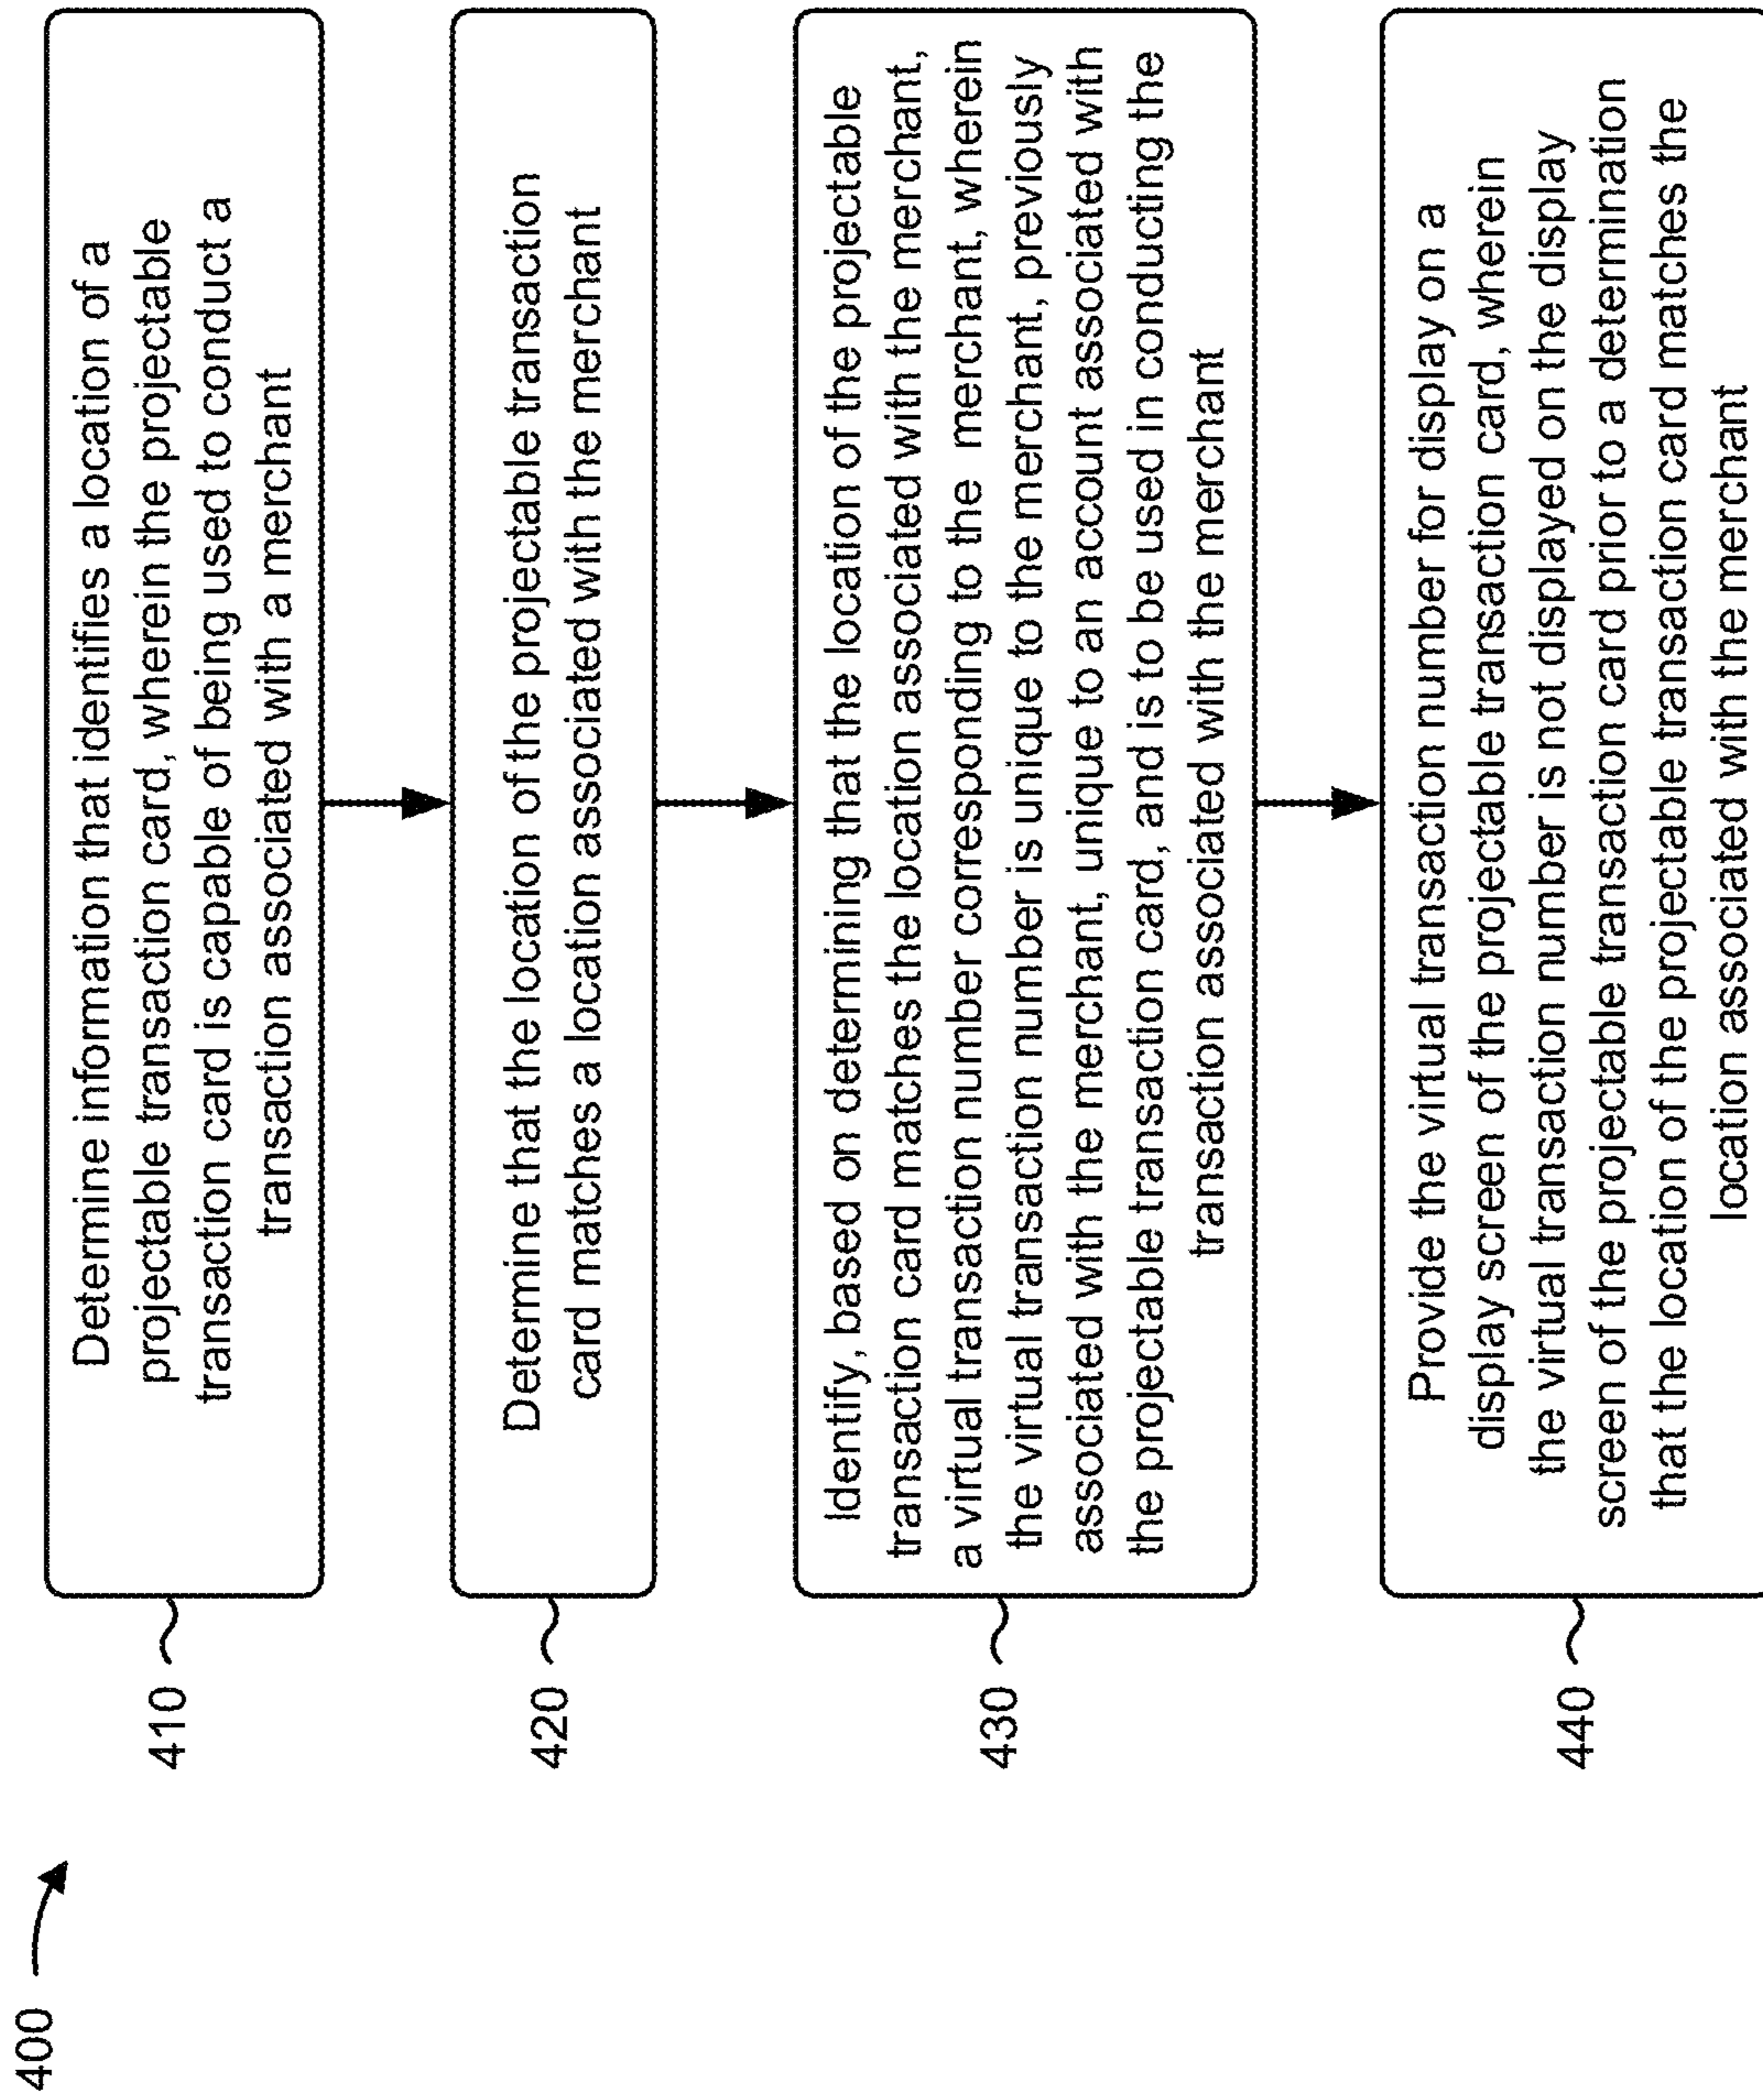 400
410
Determine information that identifies a location of a
projectable transaction card, wherein the projectable
transaction card is capable of being used to conduct a
transaction associated with a merchant
420
Determine that the location of the projectable transaction
card matches a location associated with the merchant
430
Identify, based on determining that the location of the projectable
transaction card matches the location associated with the merchant,
a virtual transaction number corresponding to the merchant, wherein
the virtual transaction number is unique to the merchant, previously
associated with the merchant, unique to an account associated with
the projectable transaction card, and is to be used in conducting the
transaction associated with the merchant
440
Provide the virtual transaction number for display on a
display screen of the projectable transaction card, wherein
the virtual transaction number is not displayed on the display
screen of the projectable transaction card prior to a determination
that the location of the projectable transaction card matches the
location associated with the merchant